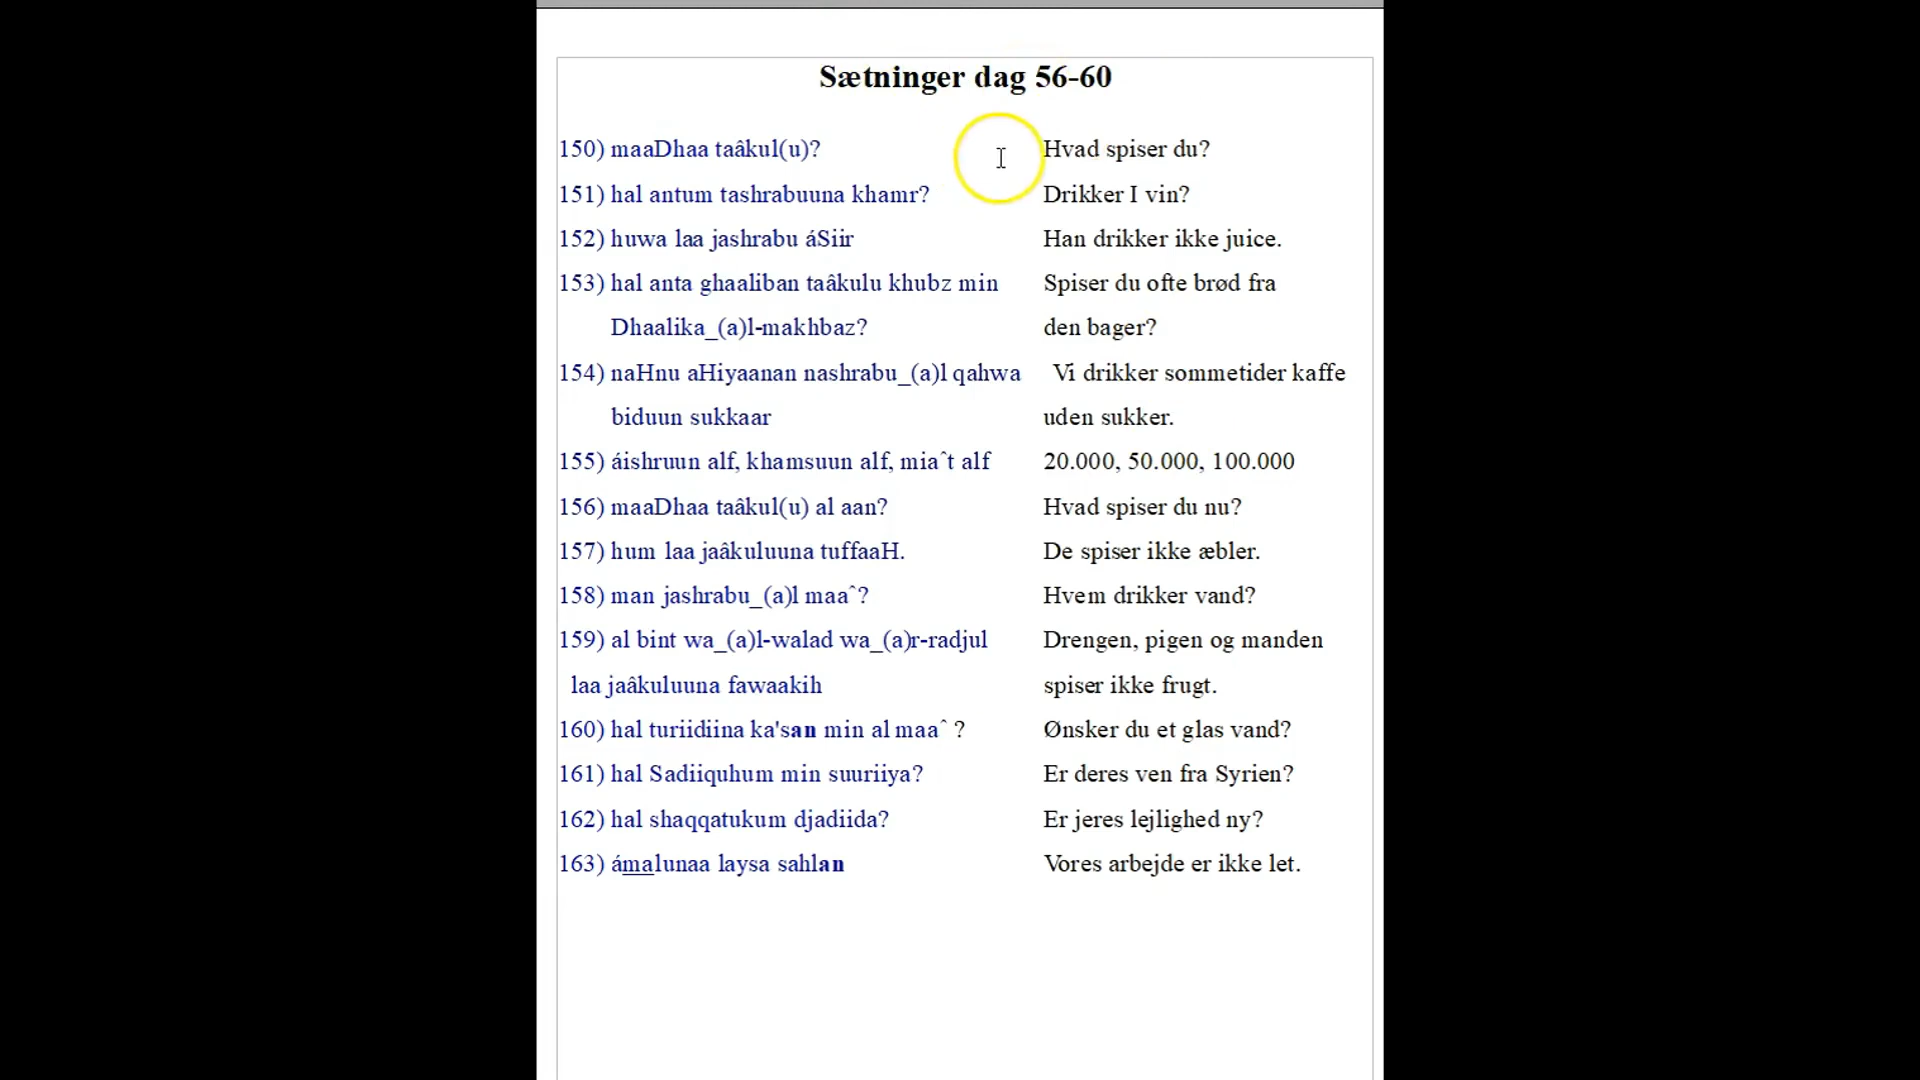 Sætninger dag 56-60
150) maaDhaa taâkul(u)? Hvad spiser du?
151) hal antum tashrabuuna khamr? Drikker I vin?
152) huwa laa jashrabu áSiir Han drikker ikke juice.
153) hal anta ghaaliban taâkulu khubz min Spiser du ofte brød fra
Dhaalika_(a)l-makhbaz? den bager?
154) naHnu aHiyaanan nashrabu_(a)l qahwa Vi drikker sommetider kaffe
biduun sukkaar uden sukker.
155) áishruun alf, khamsuun alf, miaˆt alf 20.000, 50.000, 100.000
156) maaDhaa taâkul(u) al aan? Hvad spiser du nu?
157) hum laa jaâkuluuna tuffaaH. De spiser ikke æbler.
158) man jashrabu_(a)l maaˆ? Hvem drikker vand?
159) al bint wa_(a)l-walad wa_(a)r-radjul Drengen, pigen og manden
laa jaâkuluuna fawaakih spiser ikke frugt.
160) hal turiidiina ka'san min al maaˆ ? Ønsker du et glas vand?
161) hal Sadiiquhum min suuriiya? Er deres ven fra Syrien?
162) hal shaqqatukum djadiida? Er jeres lejlighed ny?
163) ámalunaa laysa sahlan Vores arbejde er ikke let.